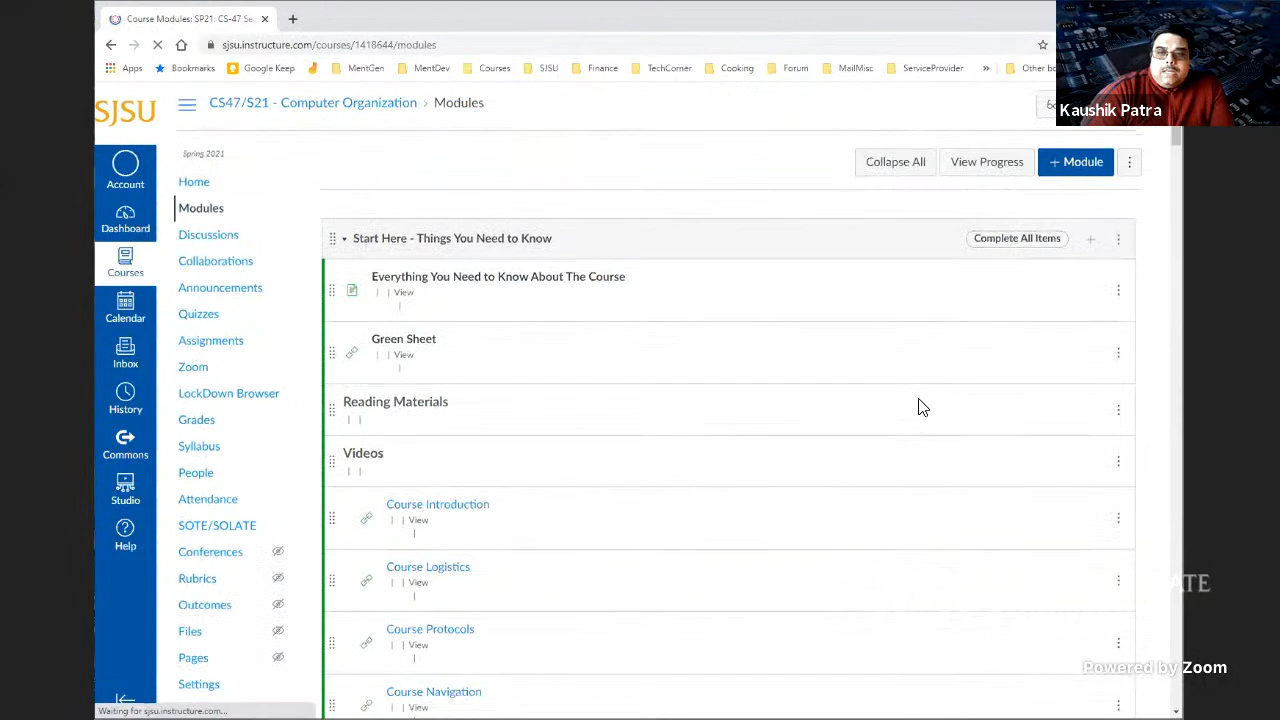 Course Modules: SP21: CS-47 Se
sjsu.instructure.com/courses/1418644/modules
Apps
Bookmarks
Google Keep
MentDev
Courses
Finance
TechCorner
Org
Forum
MailMisc
ServiceProvider
»
Other bo
Kaushik Patra
SJSU
CS47/S21 - Computer Organization › Modules
Spring 2021
Collapse All
View Progress
+ Module
Account
Dashboard
Courses
Calendar
Inbox
History
Commons
Studio
Help
Home
Modules
Discussions
Collaborations
Announcements
Quizzes
Assignments
Zoom
LockDown Browser
Grades
Syllabus
People
Attendance
SOTE/SOLATE
Conferences
Rubrics
Outcomes
Files
Pages
Settings
Start Here - Things You Need to Know
Complete All Items
Everything You Need to Know About The Course
| | View
Green Sheet
| | View
|
Reading Materials
| |
Videos
| |
Course Introduction
| | View
|
Course Logistics
| | View
|
Course Protocols
| | View
|
Course Navigation
| | View
ATE
Powered by Zoom
Waiting for sjsu.instructure.com...